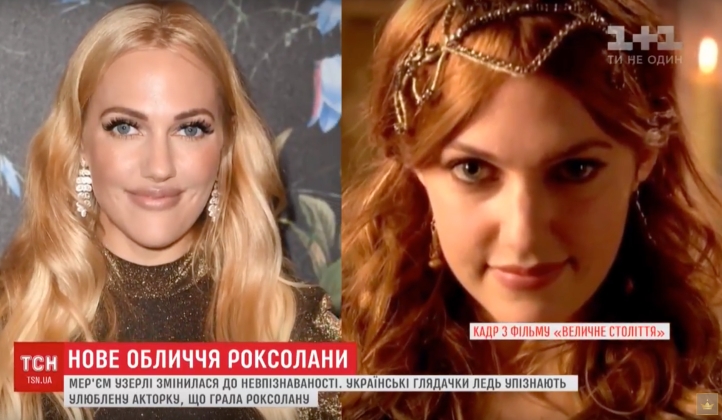 1+1
ТИ НЕ ОДИН
КАДР З ФІЛЬМУ «ВЕЛИЧНЕ СТОЛІТТЯ»
ТСН
TSN.UA
НОВЕ ОБЛИЧЧЯ РОКСОЛАНИ
МЕР'ЄМ УЗЕРЛІ ЗМІНИЛАСЯ ДО НЕВПІЗНАВАНОСТІ. УКРАЇНСЬКІ ГЛЯДАЧКИ ЛЕДЬ УПІЗНАЮТЬ
УЛЮБЛЕНУ АКТОРКУ, ЩО ГРАЛА РОКСОЛАНУ